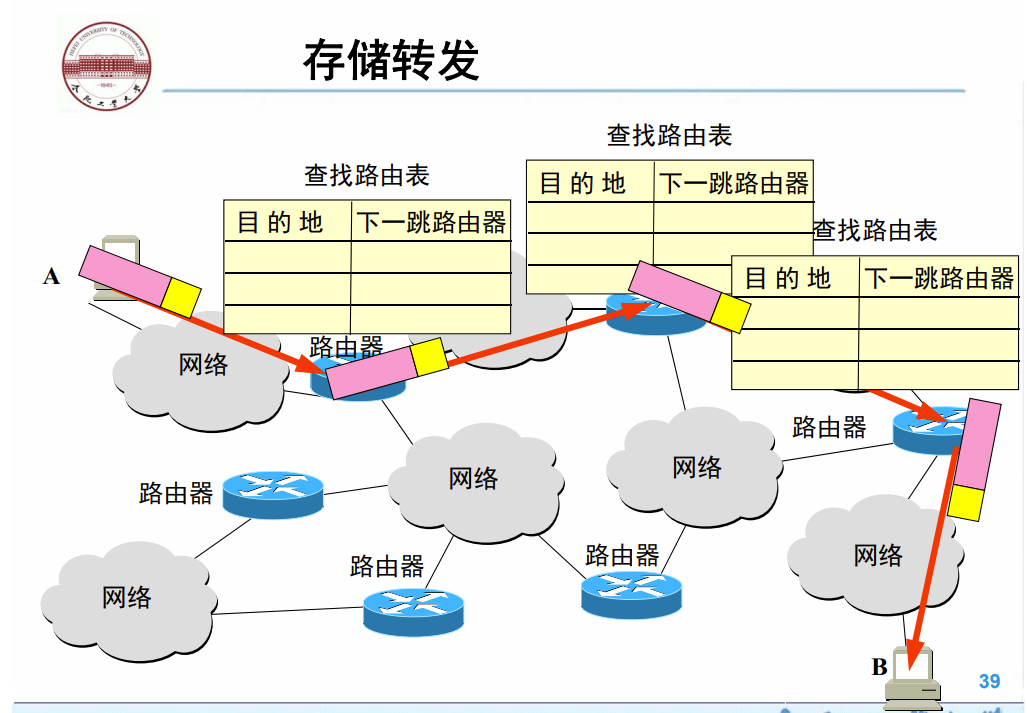 HEFEI UNIVERSITY OF TECHNOLOGY
1945
合肥工业大学
存储转发
查找路由表
目的地 下一跳路由器
查找路由表
目的地 下一跳路由器
查找路由表
目的地 下一跳路由器
A
网络
路由器
路由器
网络
网络
路由器
网络
路由器
路由器
网络
网络
B
39